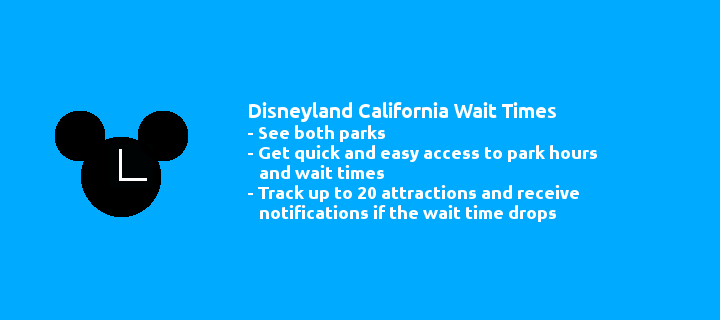 Disneyland California Wait Times
- See both parks
- Get quick and easy access to park hours
and wait times
- Track up to 20 attractions and receive
notifications if the wait time drops